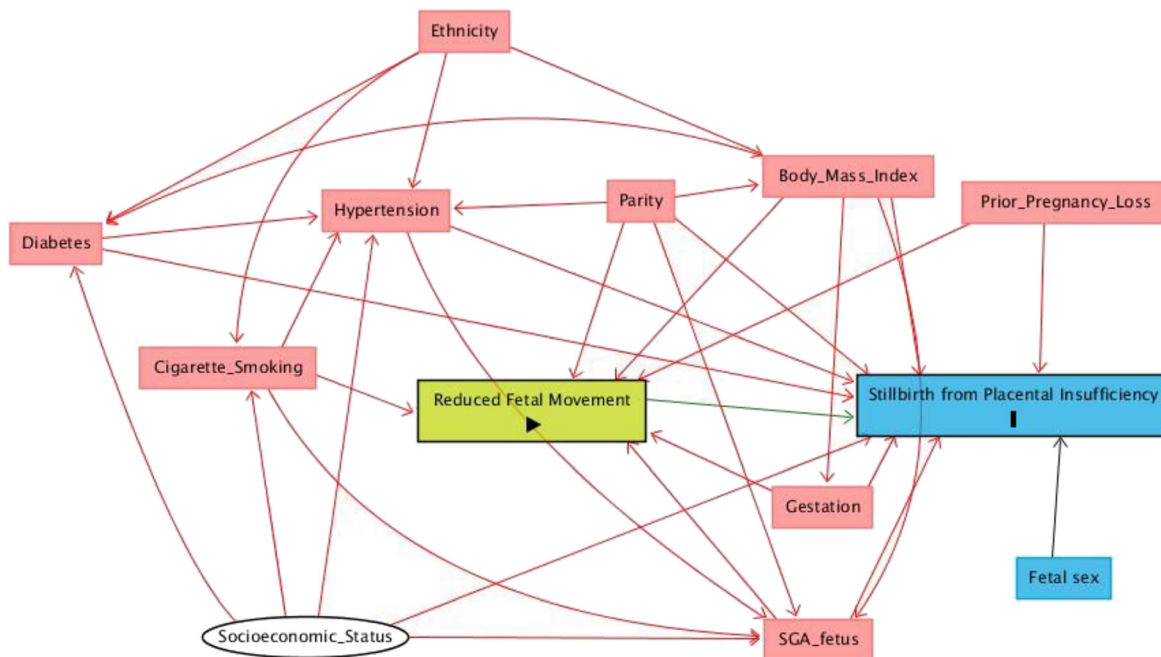 Ethnicity
Body_Mass_Index
Parity
Prior_Pregnancy_Loss
Hypertension
Diabetes
Cigarette_Smoking
Reduced Fetal Movement
Stillbirth from Placental Insufficiency
Gestation
Fetal sex
Socioeconomic_Status
SGA_fetus